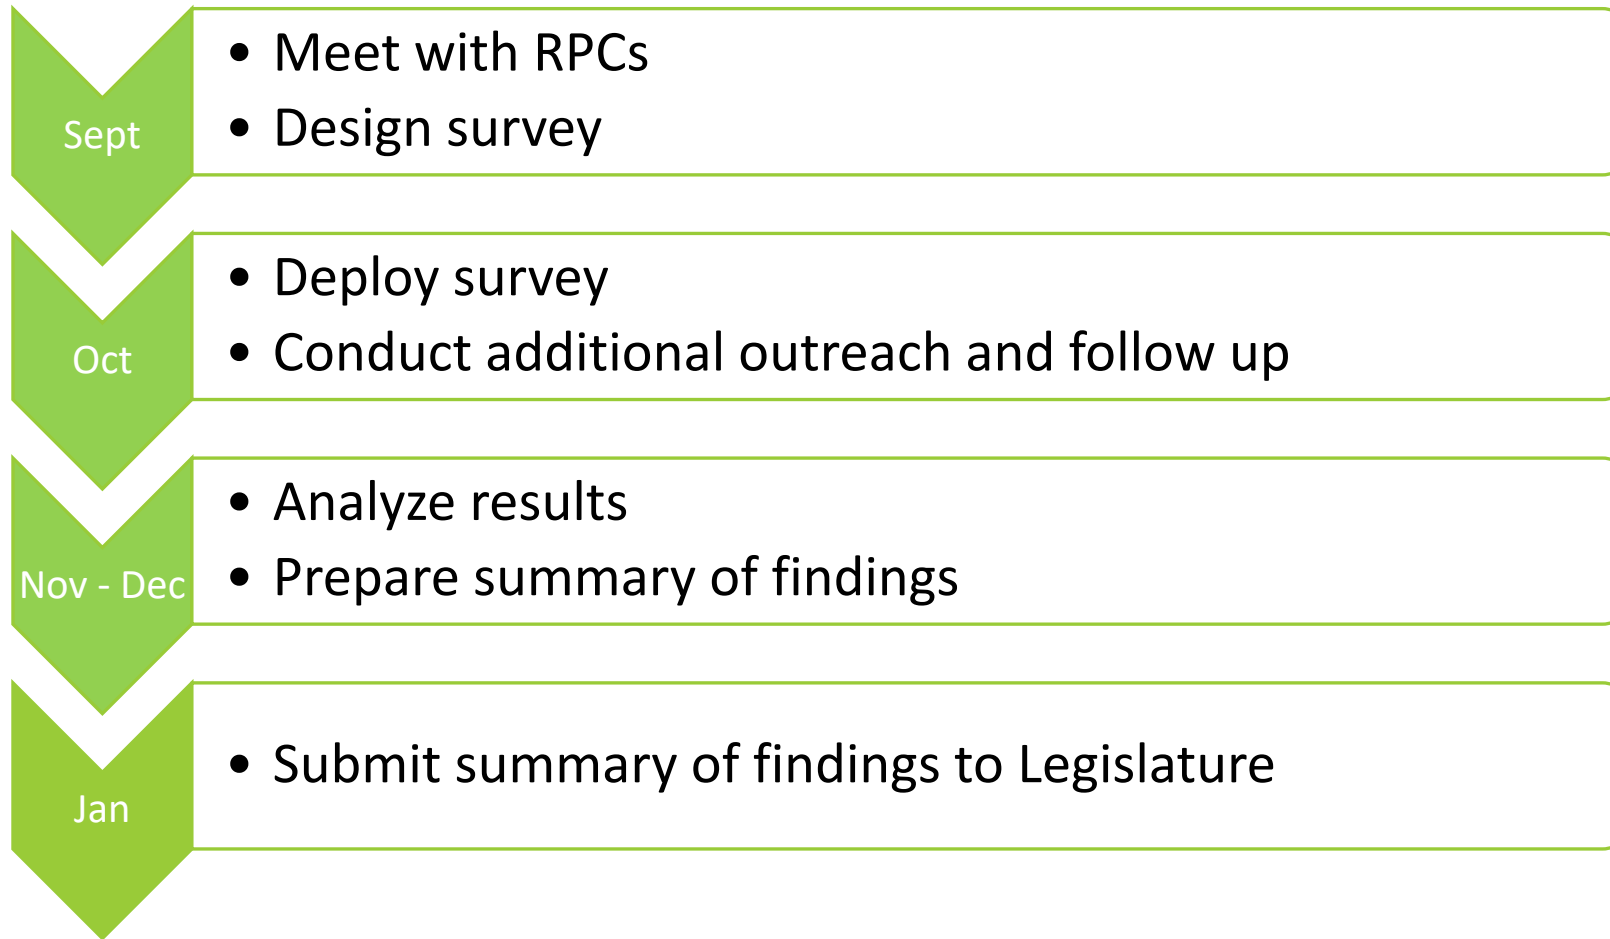 Sept
• Meet with RPCs
• Design survey
Oct
• Deploy survey
• Conduct additional outreach and follow up
Nov - Dec
• Analyze results
• Prepare summary of findings
Jan
• Submit summary of findings to Legislature